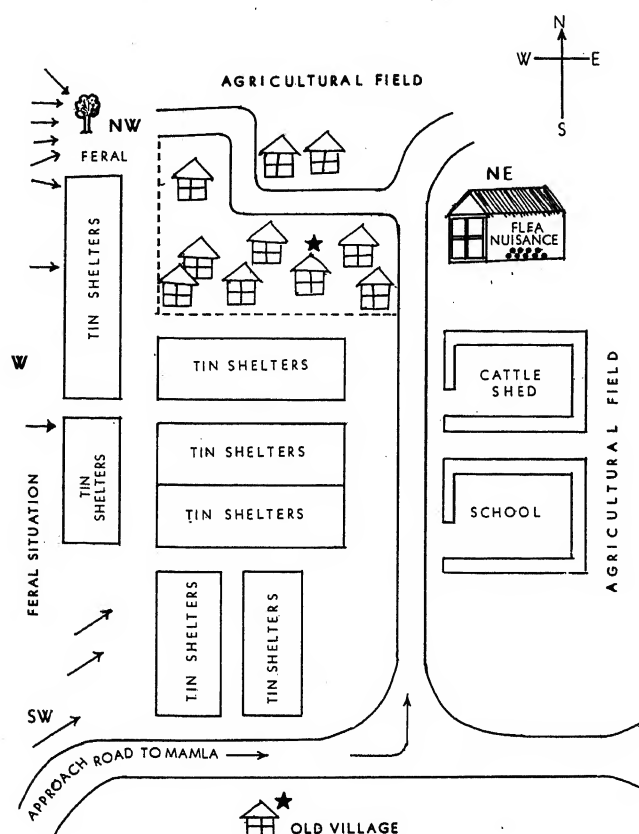 N
W E
S
AGRICULTURAL FIELD
NW
FERAL
NE
FLEA
NUISANCE
TIN SHELTERS
W
TIN SHELTERS
CATTLE
SHED
AGRICULTURAL FIELD
TIN SHELTERS
TIN
SHELTERS
TIN SHELTERS
SCHOOL
FERAL SITUATION
TIN SHELTERS
TIN SHELTERS
SW
APPROACH ROAD TO MAMLA
OLD VILLAGE